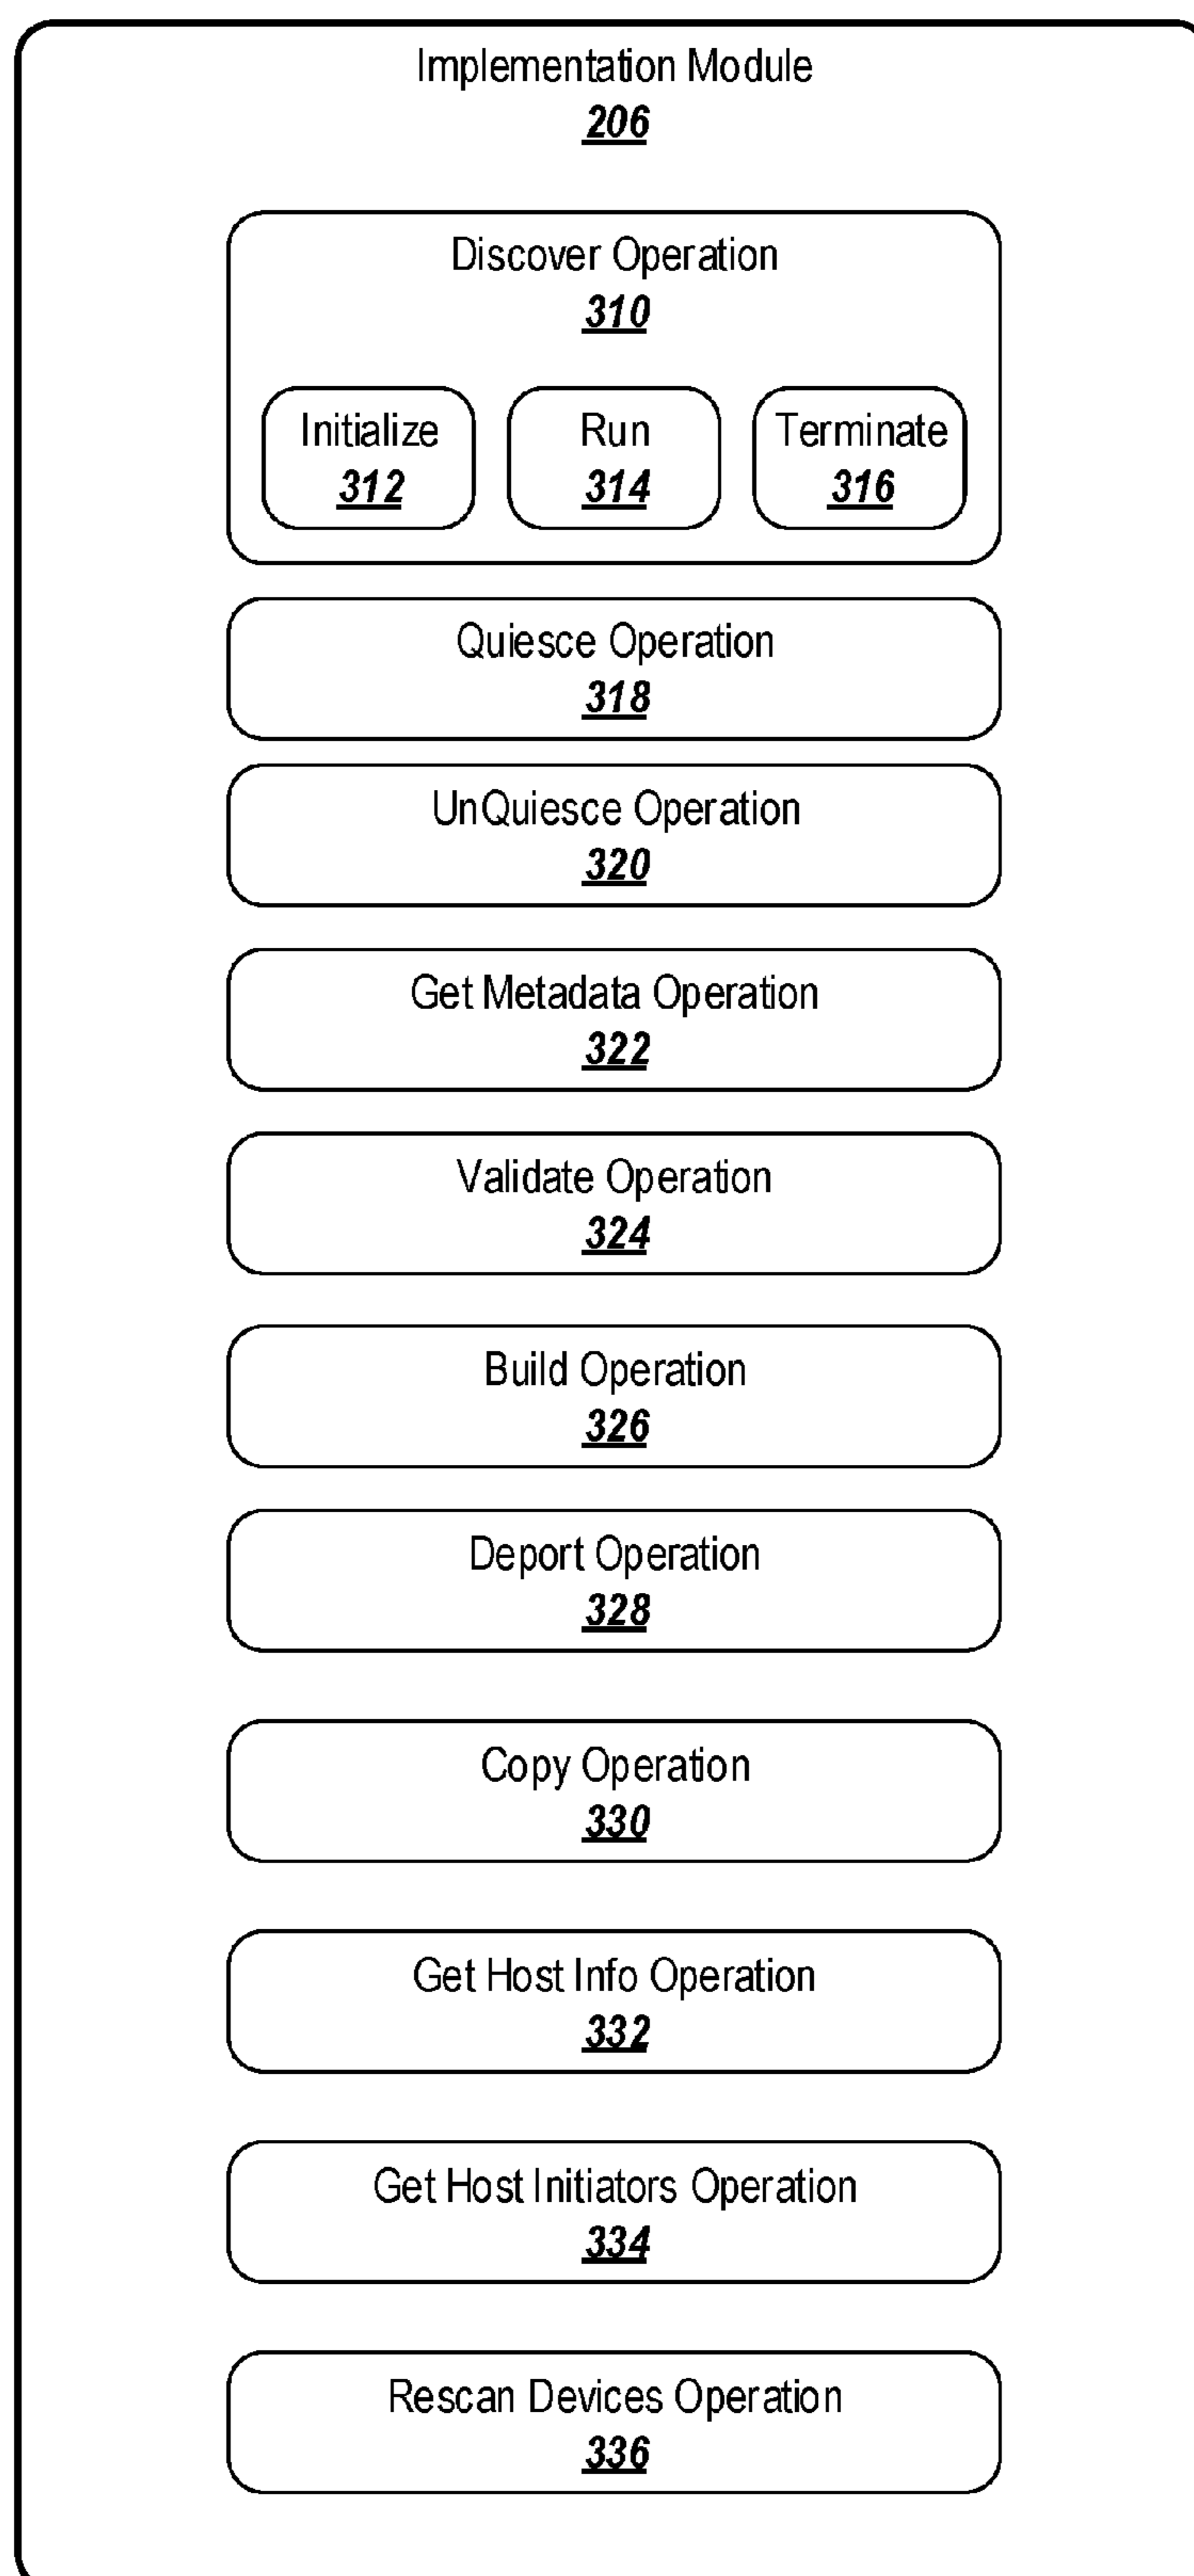 Implementation Module
206
Discover Operation
310
Initialize Run Terminate
312 314 316
Quiesce Operation
318
UnQuiesce Operation
320
Get Metadata Operation
322
Validate Operation
324
Build Operation
326
Deport Operation
328
Copy Operation
330
Get Host Info Operation
332
Get Host Initiators Operation
334
Rescan Devices Operation
336